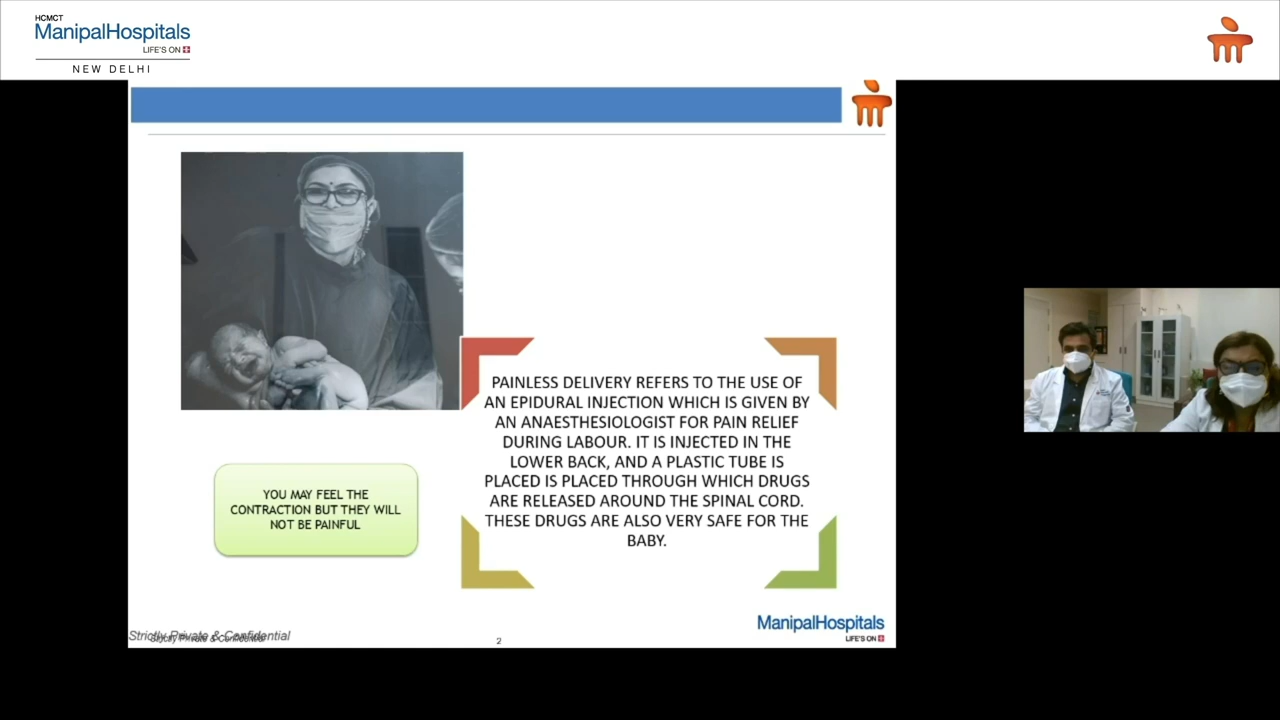 HCMCT
ManipalHospitals
LIFE'S ON
NEW DELHI
PAINLESS DELIVERY REFERS TO THE USE OF
AN EPIDURAL INJECTION WHICH IS GIVEN BY
AN ANAESTHESIOLOGIST FOR PAIN RELIEF
DURING LABOUR. IT IS INJECTED IN THE
LOWER BACK, AND A PLASTIC TUBE IS
PLACED IS PLACED THROUGH WHICH DRUGS
ARE RELEASED AROUND THE SPINAL CORD.
THESE DRUGS ARE ALSO VERY SAFE FOR THE
BABY.
YOU MAY FEEL THE
CONTRACTION BUT THEY WILL
NOT BE PAINFUL
Strictly Private & Confidential
Strictly Private & Confidential
2
ManipalHospitals
LIFE'S ON